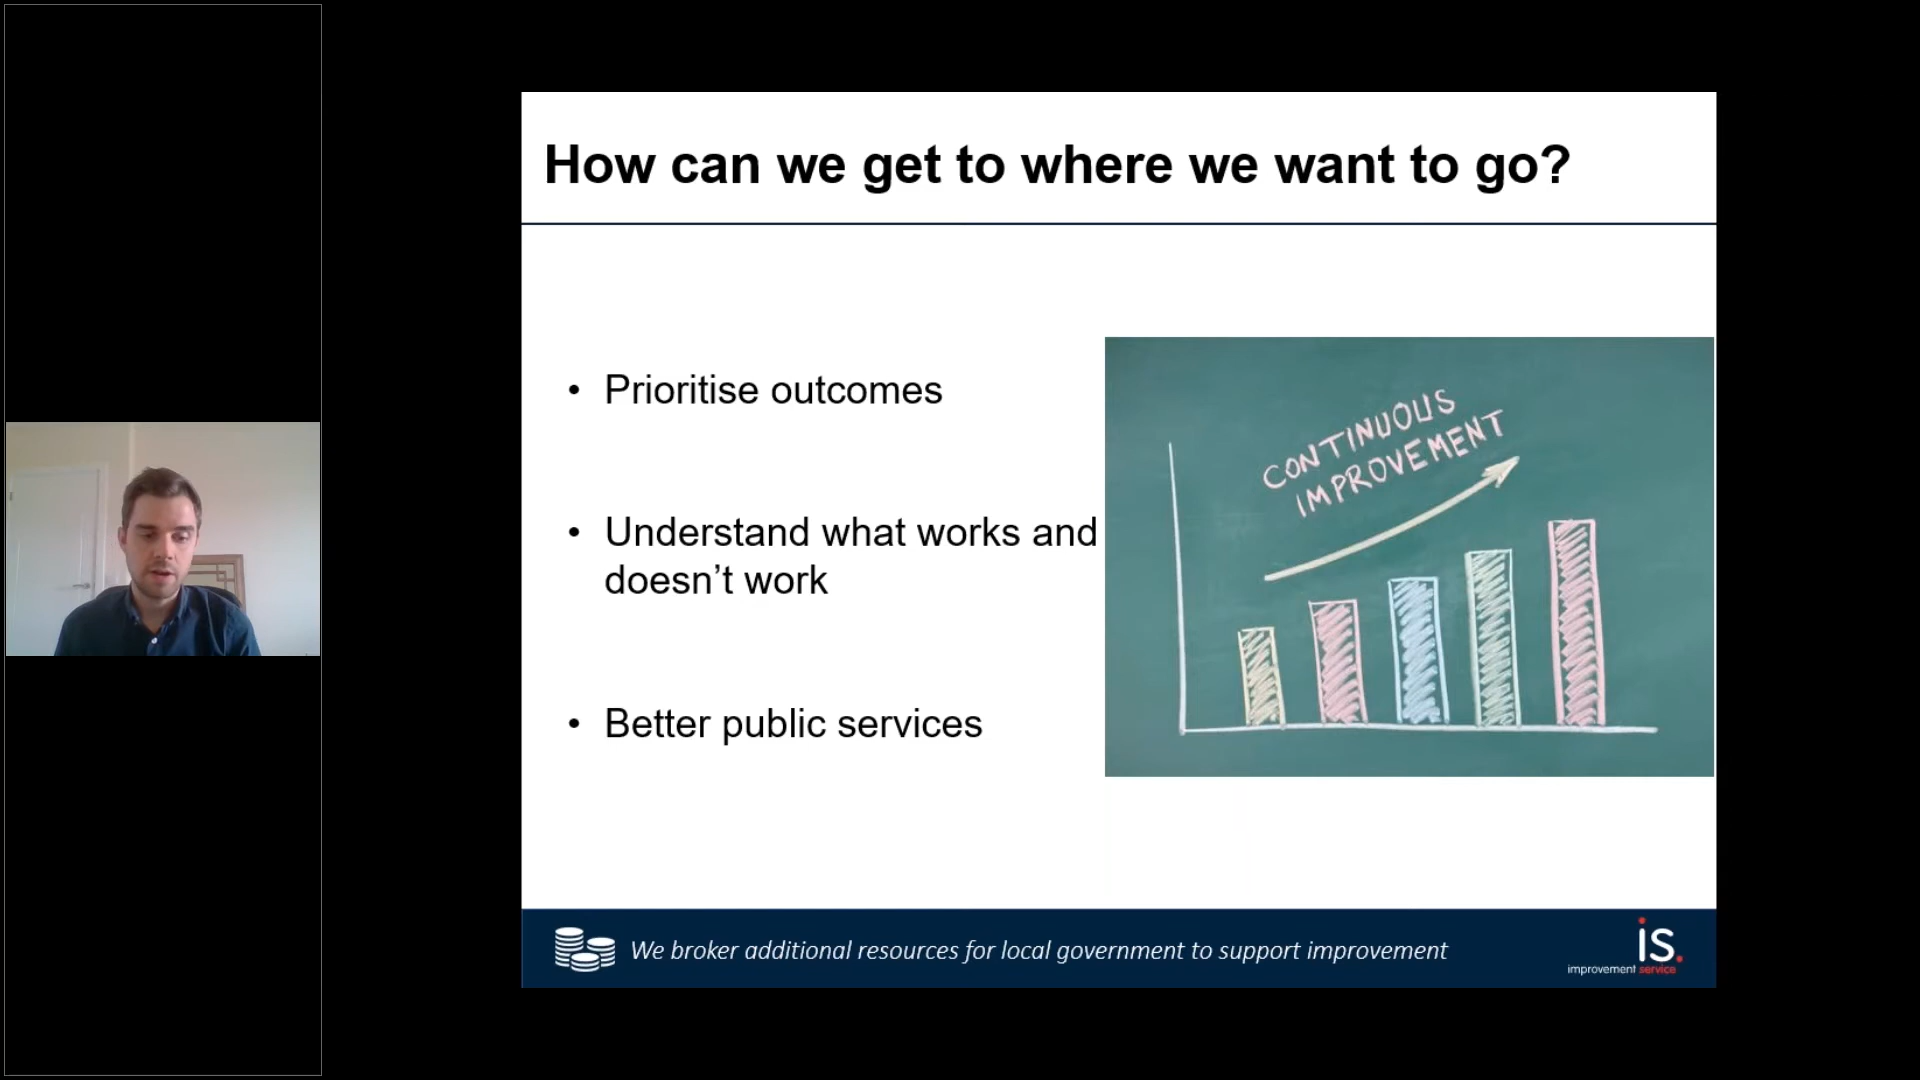 How can we get to where we want to go?
• Prioritise outcomes
• Understand what works and
doesn’t work
• Better public services
CONTINUOUS
IMPROVEMENT
We broker additional resources for local government to support improvement
is.
improvement service